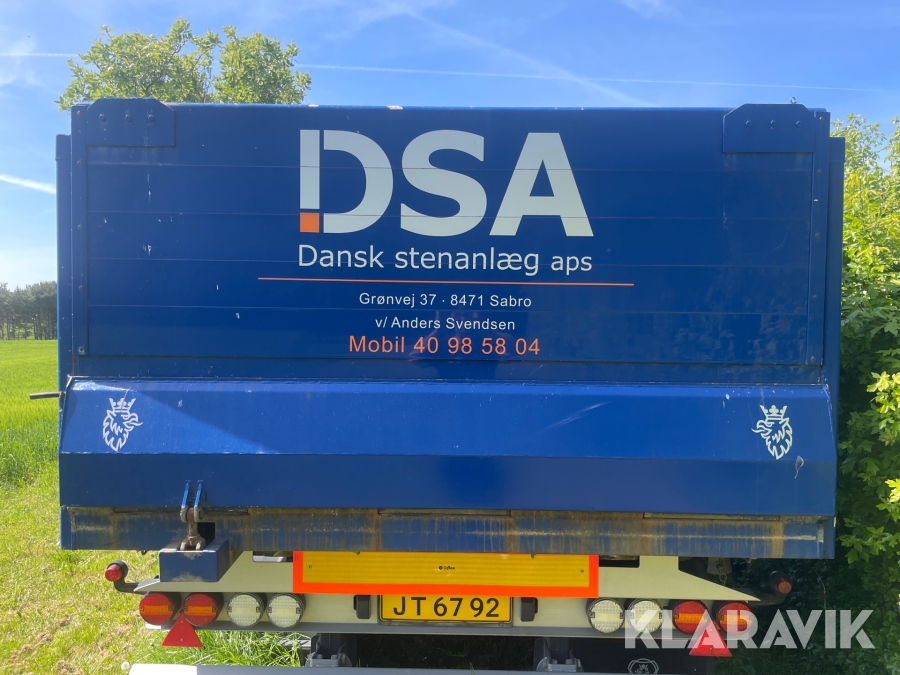 DSA
Dansk stenanlæg aps
Grønvej 37 · 8471 Sabro
v/ Anders Svendsen
Mobil 40 98 58 04
JT 67 92
KLARAVIK